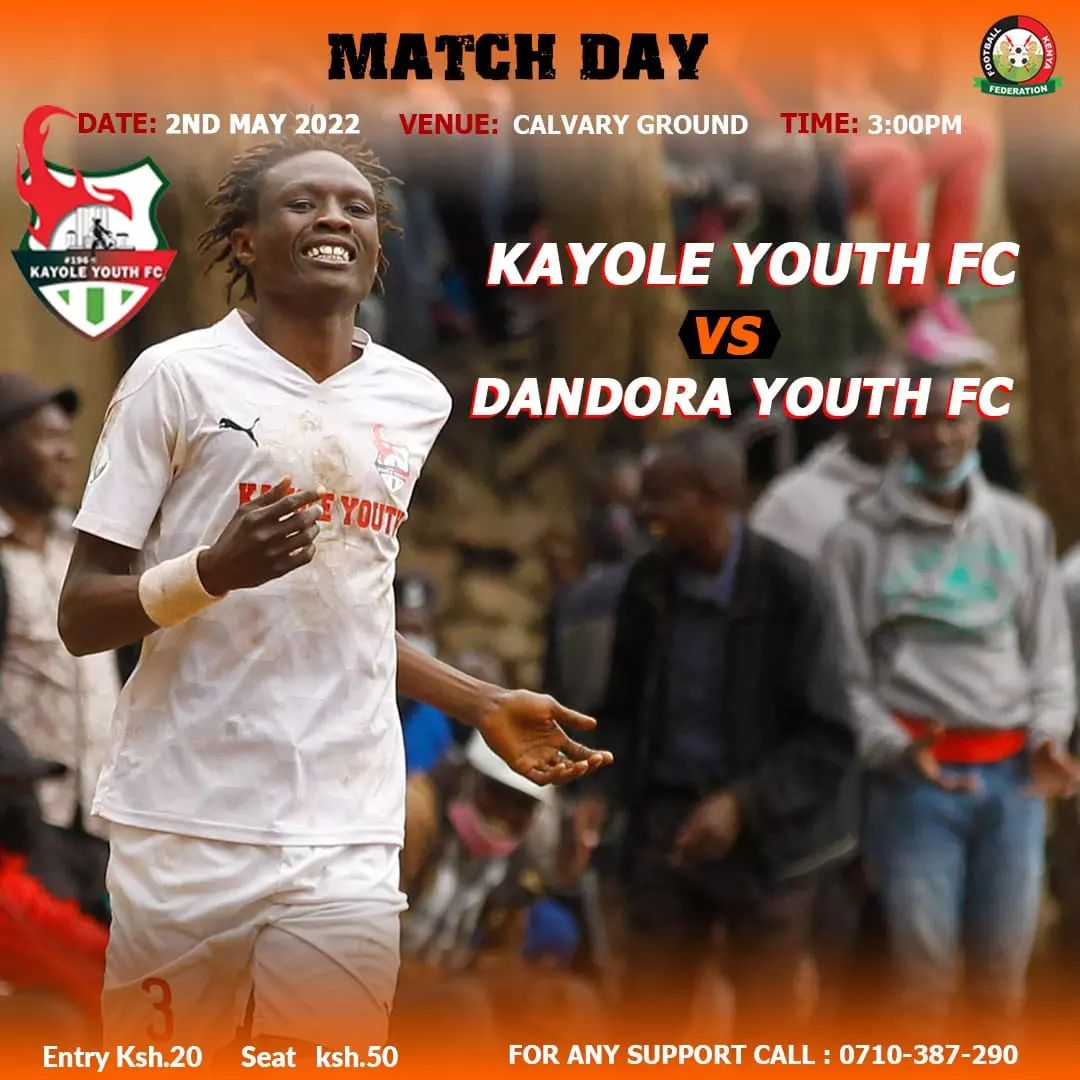 MATCH DAY
FOOTBALL
KENYA
FEDERATION
DATE: 2ND MAY 2022 VENUE: CALVARY GROUND TIME: 3:00PM
KAYOLE YOUTH FC
KAYOLE YOUTH FC
VS
DANDORA YOUTH FC
YOUTH
3
Entry Ksh.20 Seat ksh.50
FOR ANY SUPPORT CALL : 0710-387-290